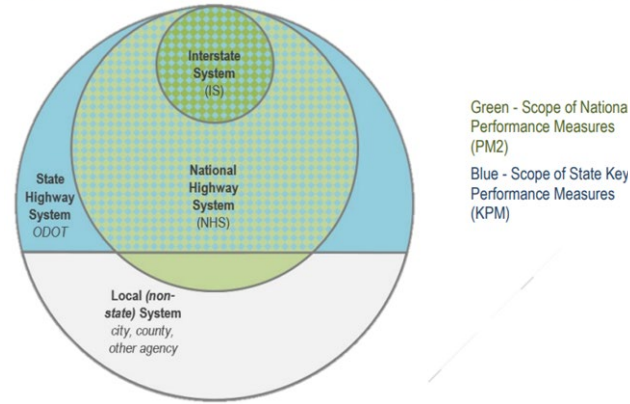 Interstate
System
(IS)
Green - Scope of National
Performance Measures
(PM2)
Blue - Scope of State Key
Performance Measures
(KPM)
State
Highway
System
ODOT
National
Highway
System
(NHS)
Local (non-
state) System
city, county,
other agency